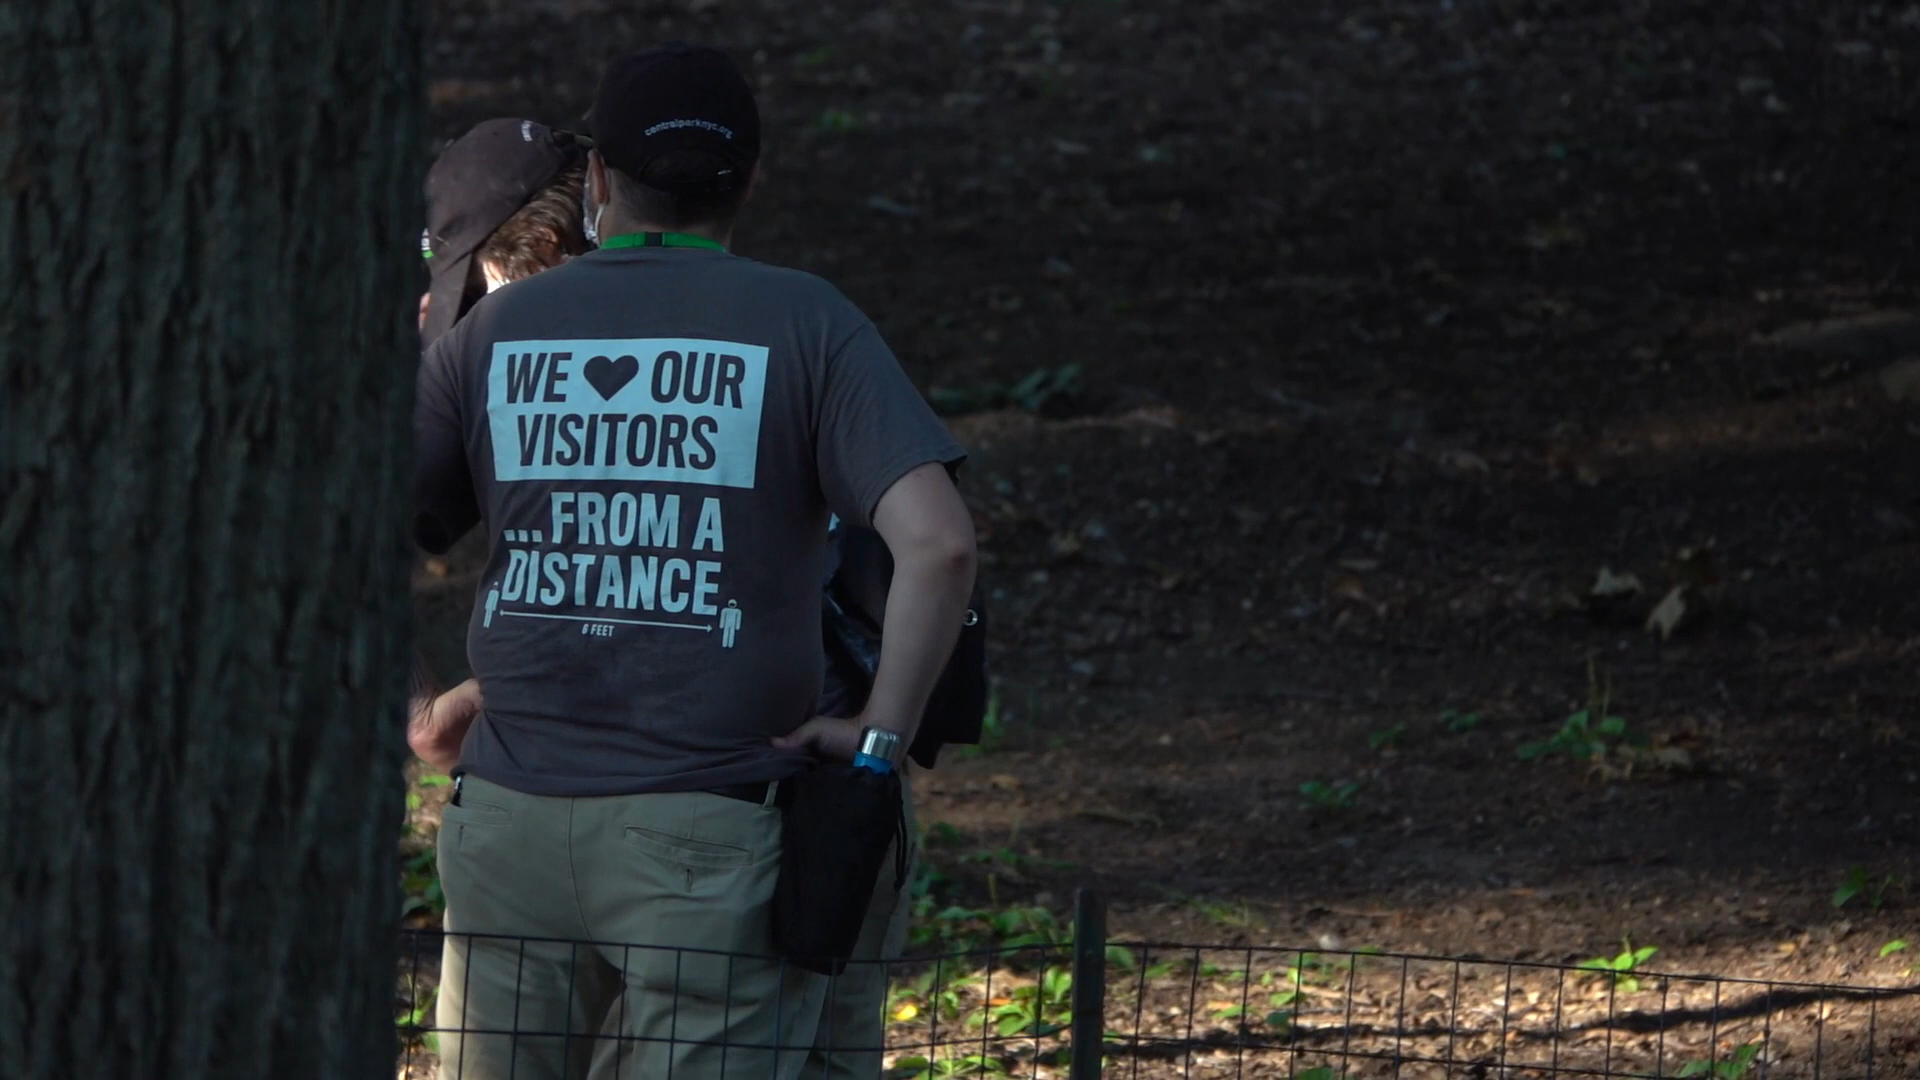 centralparknyc.org
WE ♥ OUR
VISITORS
...FROM A
DISTANCE
6 FEET